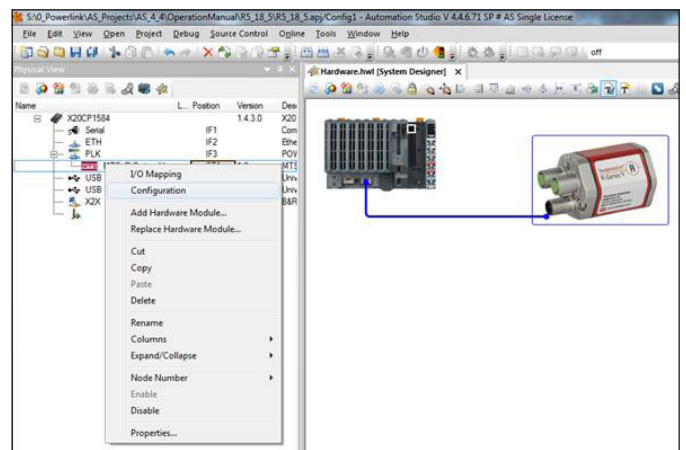 S:\0_Powerlink\AS_Projects\AS_4_4\OperationManual\R5_18_5\R5_18_5.apj/Config1 - Automation Studio V 4.4.6.71 SP # AS Single License
File Edit View Open Project Debug Source Control Online Tools Window Help
off
Physical View
Hardware.hwl [System Designer]
Name L... Position Version Des
X20CP1584 1.4.3.0 X20
Serial IF1 Com
ETH IF2 Ethe
PLK IF3 POV
USB Univ
USB Univ
X2X B&R
I/O Mapping
Configuration
Add Hardware Module...
Replace Hardware Module...
Cut
Copy
Paste
Delete
Rename
Columns
Expand/Collapse
Node Number
Enable
Disable
Properties...
R-Series V
R